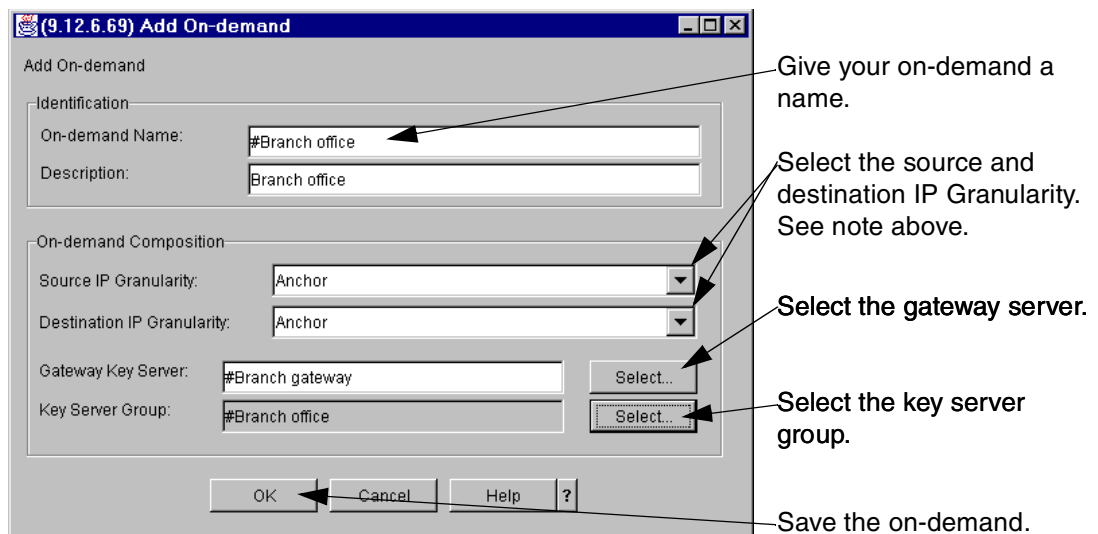 (9.12.6.69) Add On-demand
Add On-demand
Identification
On-demand Name:
#Branch office
Description:
Branch office
On-demand Composition
Source IP Granularity:
Anchor
Destination IP Granularity:
Anchor
Gateway Key Server:
#Branch gateway
Select...
Key Server Group:
#Branch office
Select...
OK
Cancel
Help
?
Give your on-demand a
name.
Select the source and
destination IP Granularity.
See note above.
Select the gateway server.
Select the key server
group.
Save the on-demand.